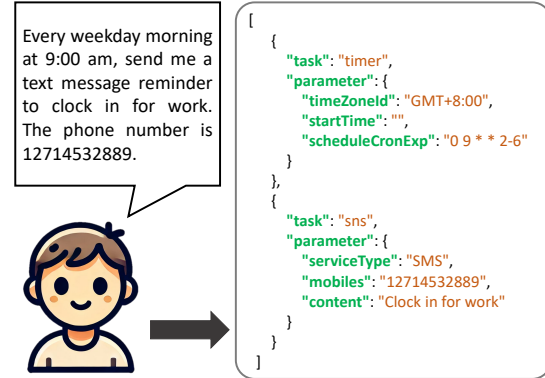 Every weekday morning
at 9:00 am, send me a
text message reminder
to clock in for work.
The phone number is
12714532889.
[
{
"task": "timer",
"parameter": {
"timeZoneId": "GMT+8:00",
"startTime": "",
"scheduleCronExp": "0 9 * * 2-6"
}
},
{
"task": "sns",
"parameter": {
"serviceType": "SMS",
"mobiles": "12714532889",
"content": "Clock in for work"
}
}
]